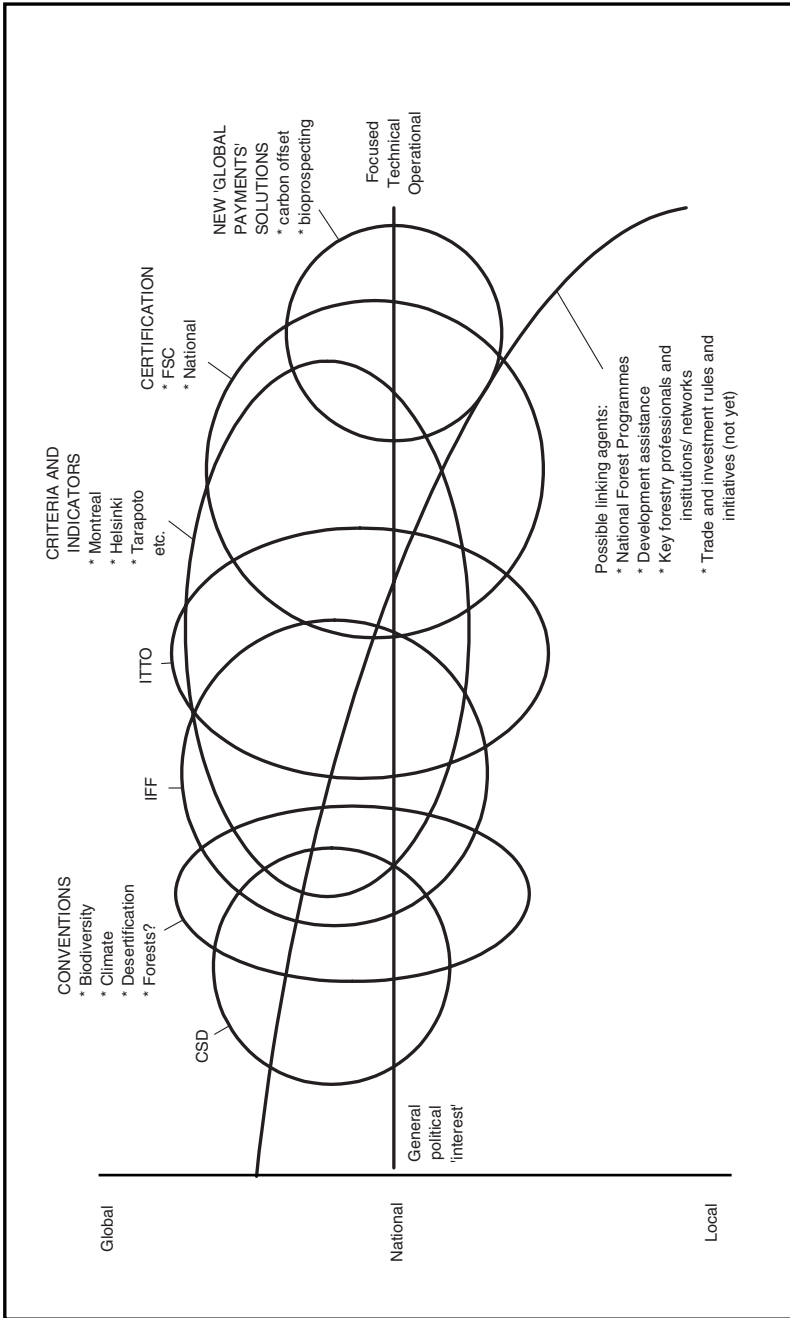 Global
National
Local
General
political
'interest'
CSD
CONVENTIONS
* Biodiversity
* Climate
* Desertification
* Forests?
IFF
ITTO
CRITERIA AND
INDICATORS
* Montreal
* Helsinki
* Tarapoto
etc.
CERTIFICATION
* FSC
* National
NEW 'GLOBAL
PAYMENTS'
SOLUTIONS
* carbon offset
* bioprospecting
Focused
Technical
Operational
Possible linking agents:
* National Forest Programmes
* Development assistance
* Key forestry professionals and
institutions/ networks
* Trade and investment rules and
initiatives (not yet)